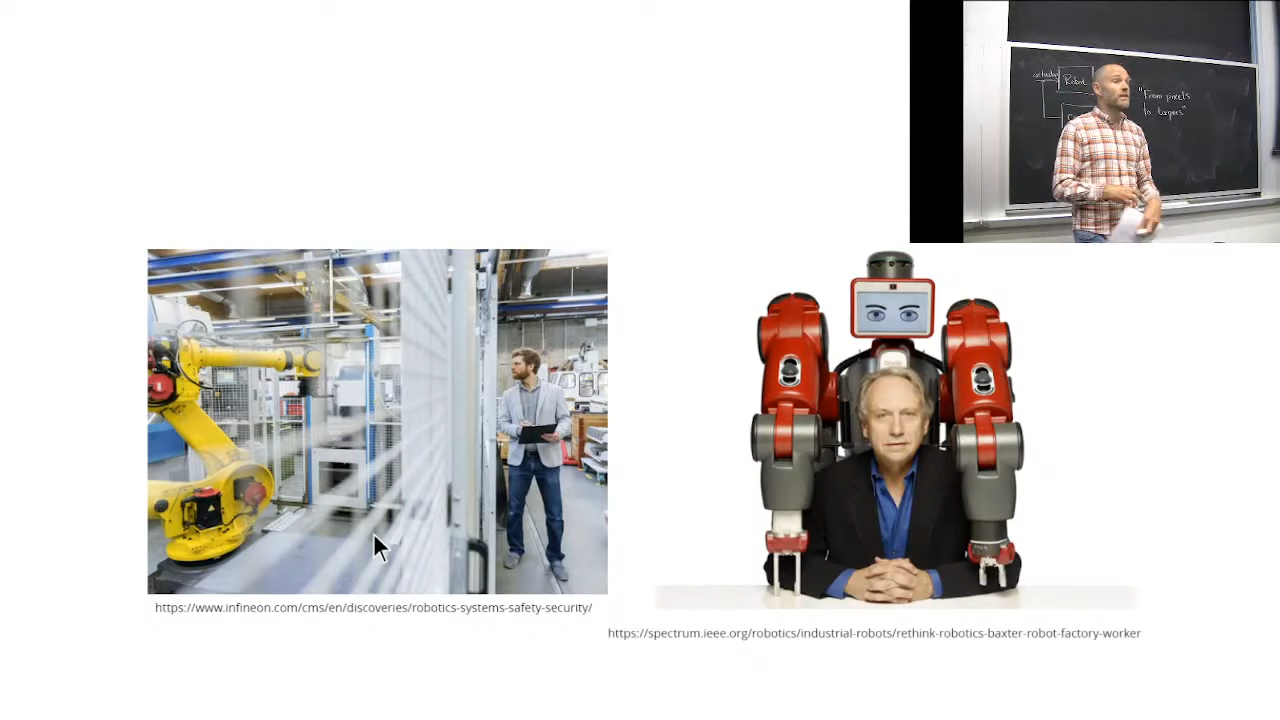 Robot
"From pixels
to torques"
https://www.infineon.com/cms/en/discoveries/robotics-systems-safety-security/
https://spectrum.ieee.org/robotics/industrial-robots/rethink-robotics-baxter-robot-factory-worker